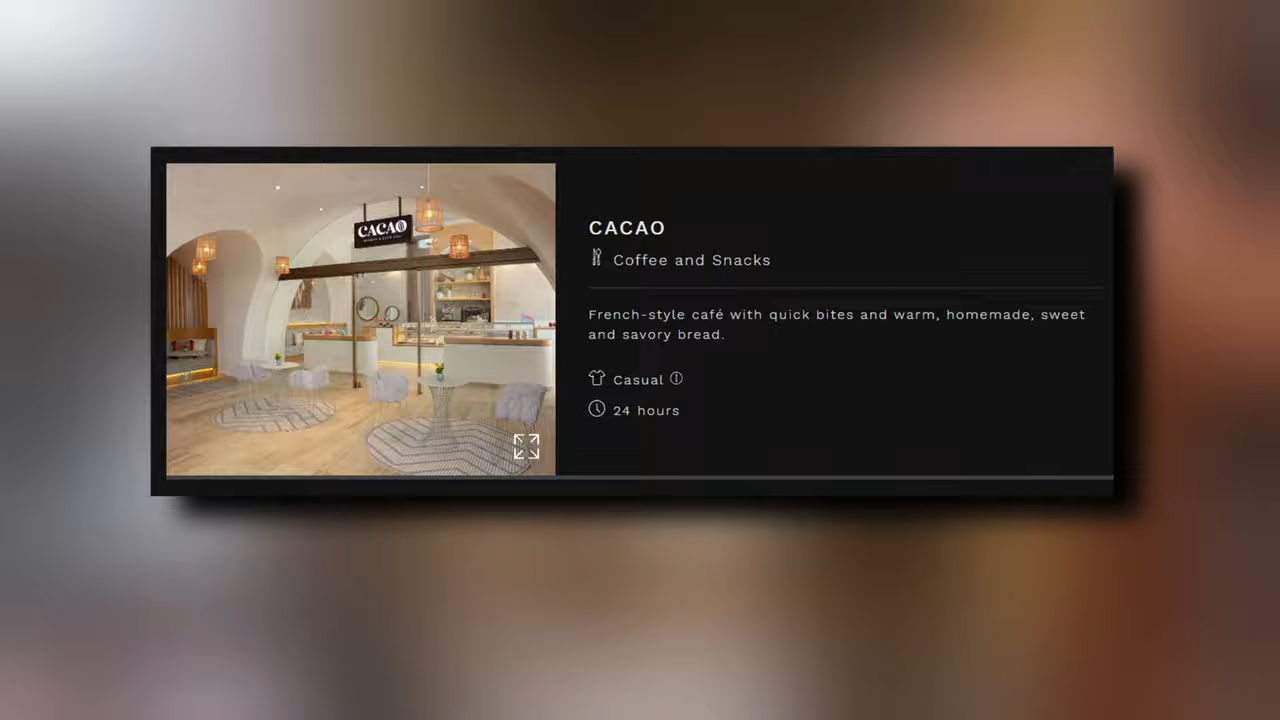 CACAO
CACAO
Coffee and Snacks
French-style café with quick bites and warm, homemade, sweet
and savory bread.
Casual
24 hours